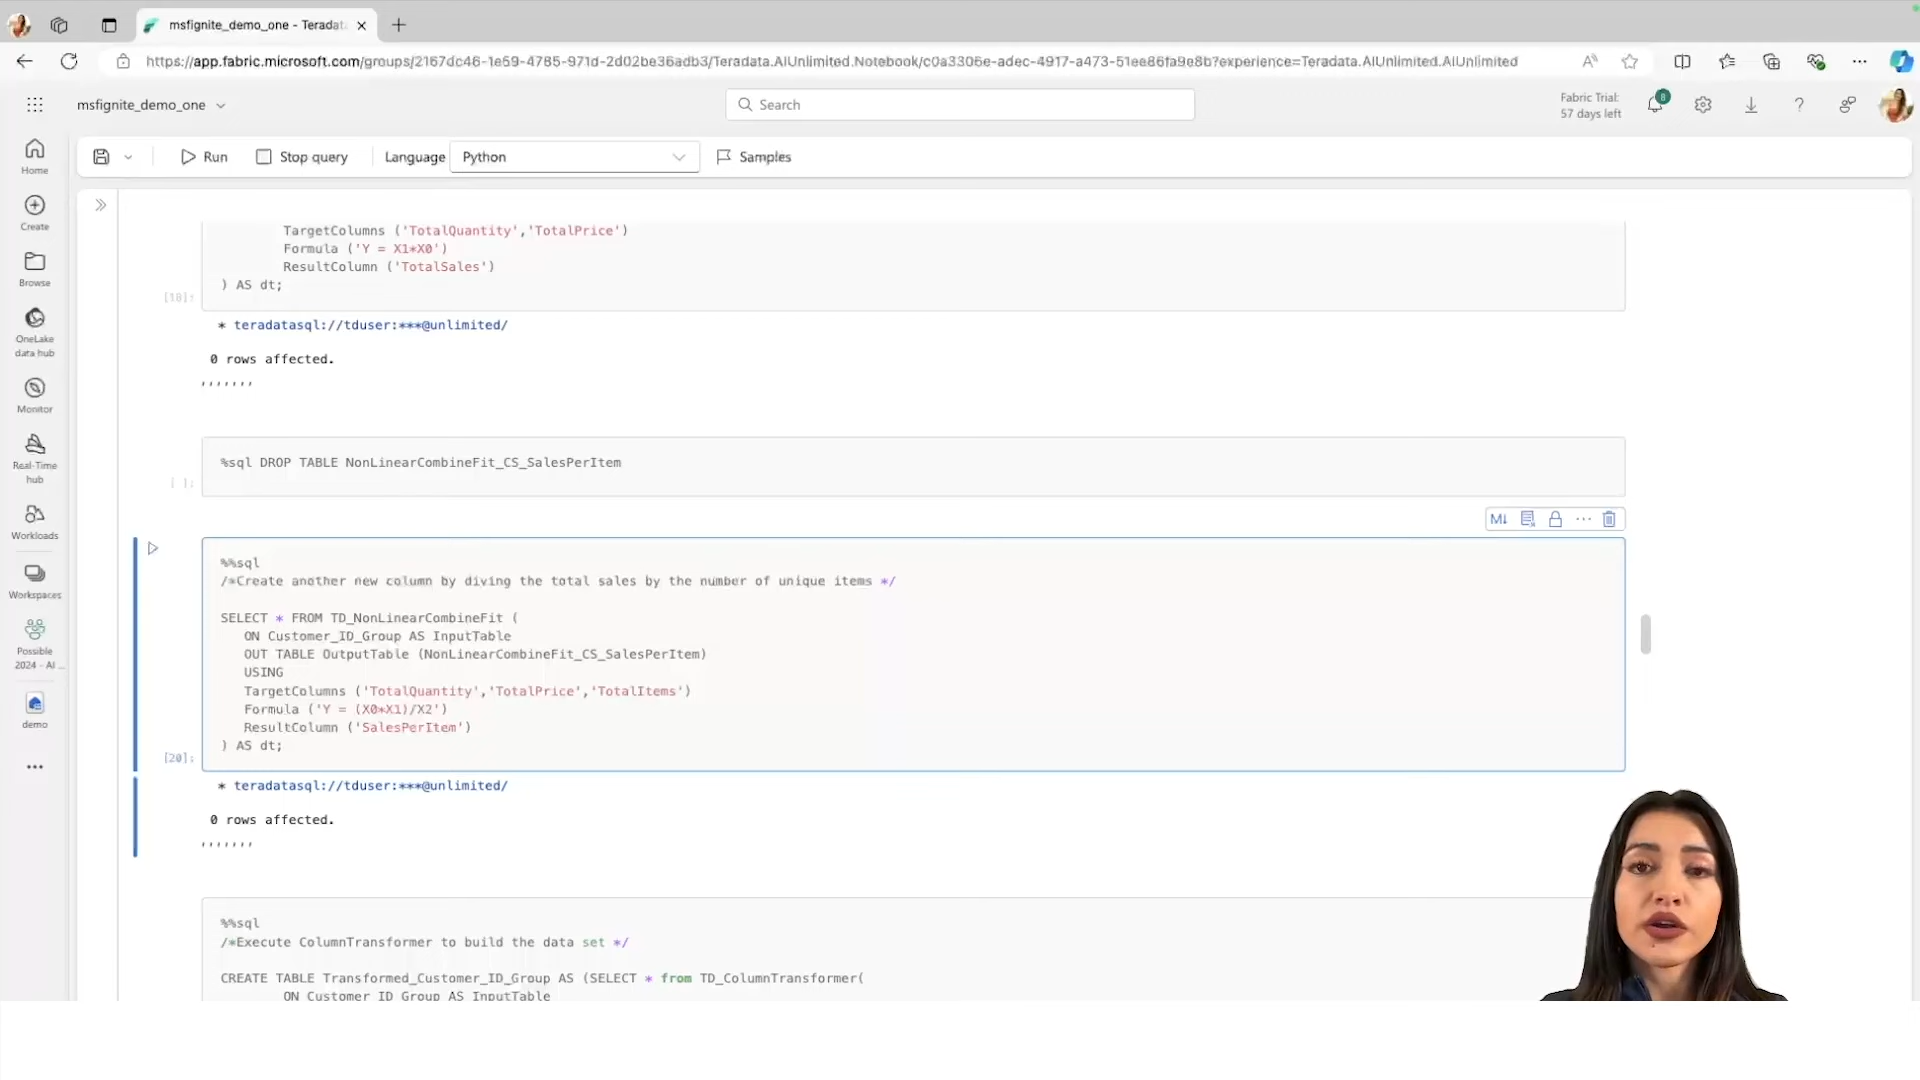 msfignite_demo_one - Teradata
https://app.fabric.microsoft.com/groups/2167dc46-1e59-4785-971d-2d02be36adb3/Teradata.AIUnlimited.Notebook/c0a3306e-adec-4917-a473-51ee86fa9e8b?experience=Teradata.AIUnlimited.AIUnlimited
msfignite_demo_one
Search
Fabric Trial:
57 days left
8
?
Run
Stop query
Language
Python
Samples
Home
Create
Browse
OneLake
data hub
Monitor
Real-Time
hub
Workloads
Workspaces
Possible
2024 - AI ...
demo
TargetColumns ('TotalQuantity','TotalPrice')
Formula ('Y = X1*X0')
ResultColumn ('TotalSales')
) AS dt;
[18]:
* teradatasql://tduser:***@unlimited/
0 rows affected.
'''''''
%sql DROP TABLE NonLinearCombineFit_CS_SalesPerItem
[ ]:
M↓
%%sql
/*Create another new column by diving the total sales by the number of unique items */
SELECT * FROM TD_NonLinearCombineFit (
ON Customer_ID_Group AS InputTable
OUT TABLE OutputTable (NonLinearCombineFit_CS_SalesPerItem)
USING
TargetColumns ('TotalQuantity','TotalPrice','TotalItems')
Formula ('Y = (X0*X1)/X2')
ResultColumn ('SalesPerItem')
) AS dt;
[20]:
* teradatasql://tduser:***@unlimited/
0 rows affected.
'''''''
%%sql
/*Execute ColumnTransformer to build the data set */
CREATE TABLE Transformed_Customer_ID_Group AS (SELECT * from TD_ColumnTransformer(
ON Customer_ID_Group AS InputTable